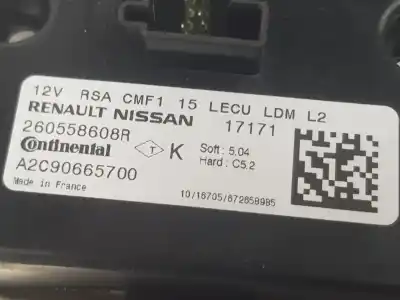 12V RSA CMF1 15 LECU LDM L2
RENAULT NISSAN 17171
260558608R
Continental T K Soft : 5.04
Hard : C5.2
A2C90665700
Made in France
10/16705/672658985